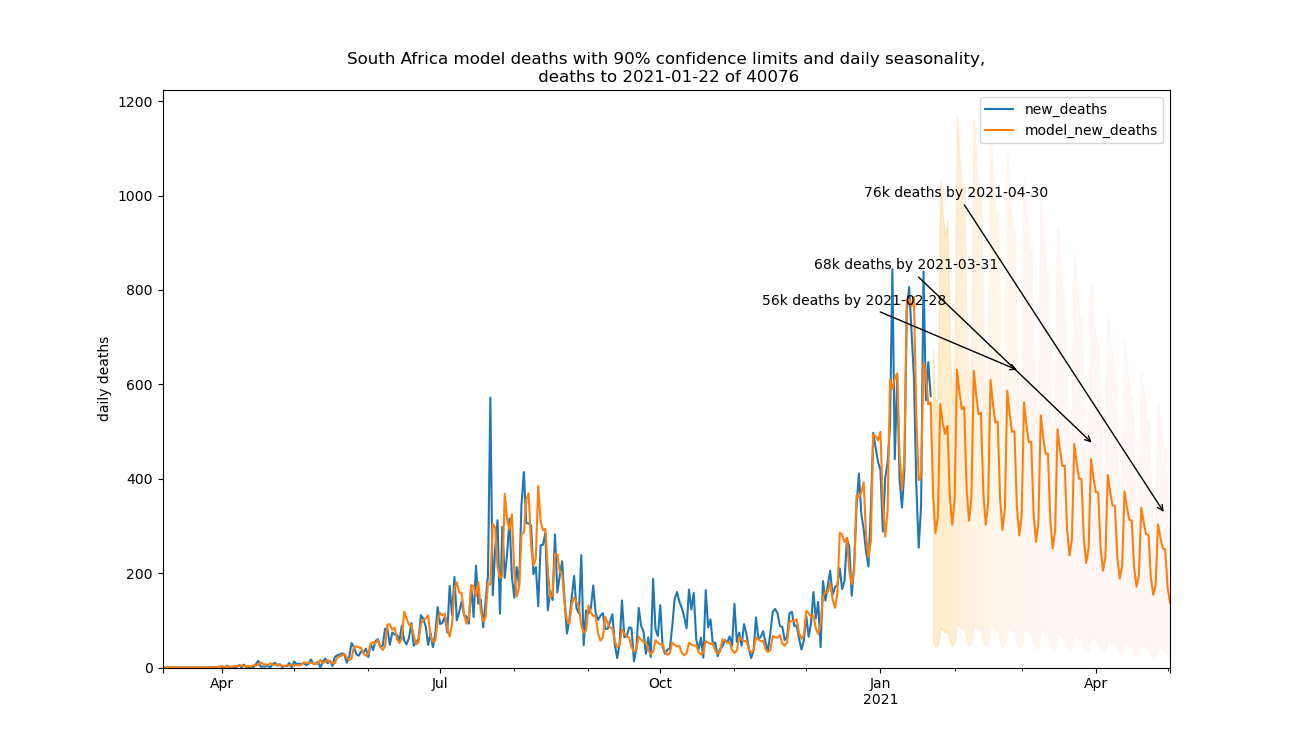 South Africa model deaths with 90% confidence limits and daily seasonality,
deaths to 2021-01-22 of 40076
new_deaths
model_new_deaths
76k deaths by 2021-04-30
68k deaths by 2021-03-31
56k deaths by 2021-02-28
daily deaths
1200
1000
800
600
400
200
0
Apr
Jul
Oct
Jan
2021
Apr